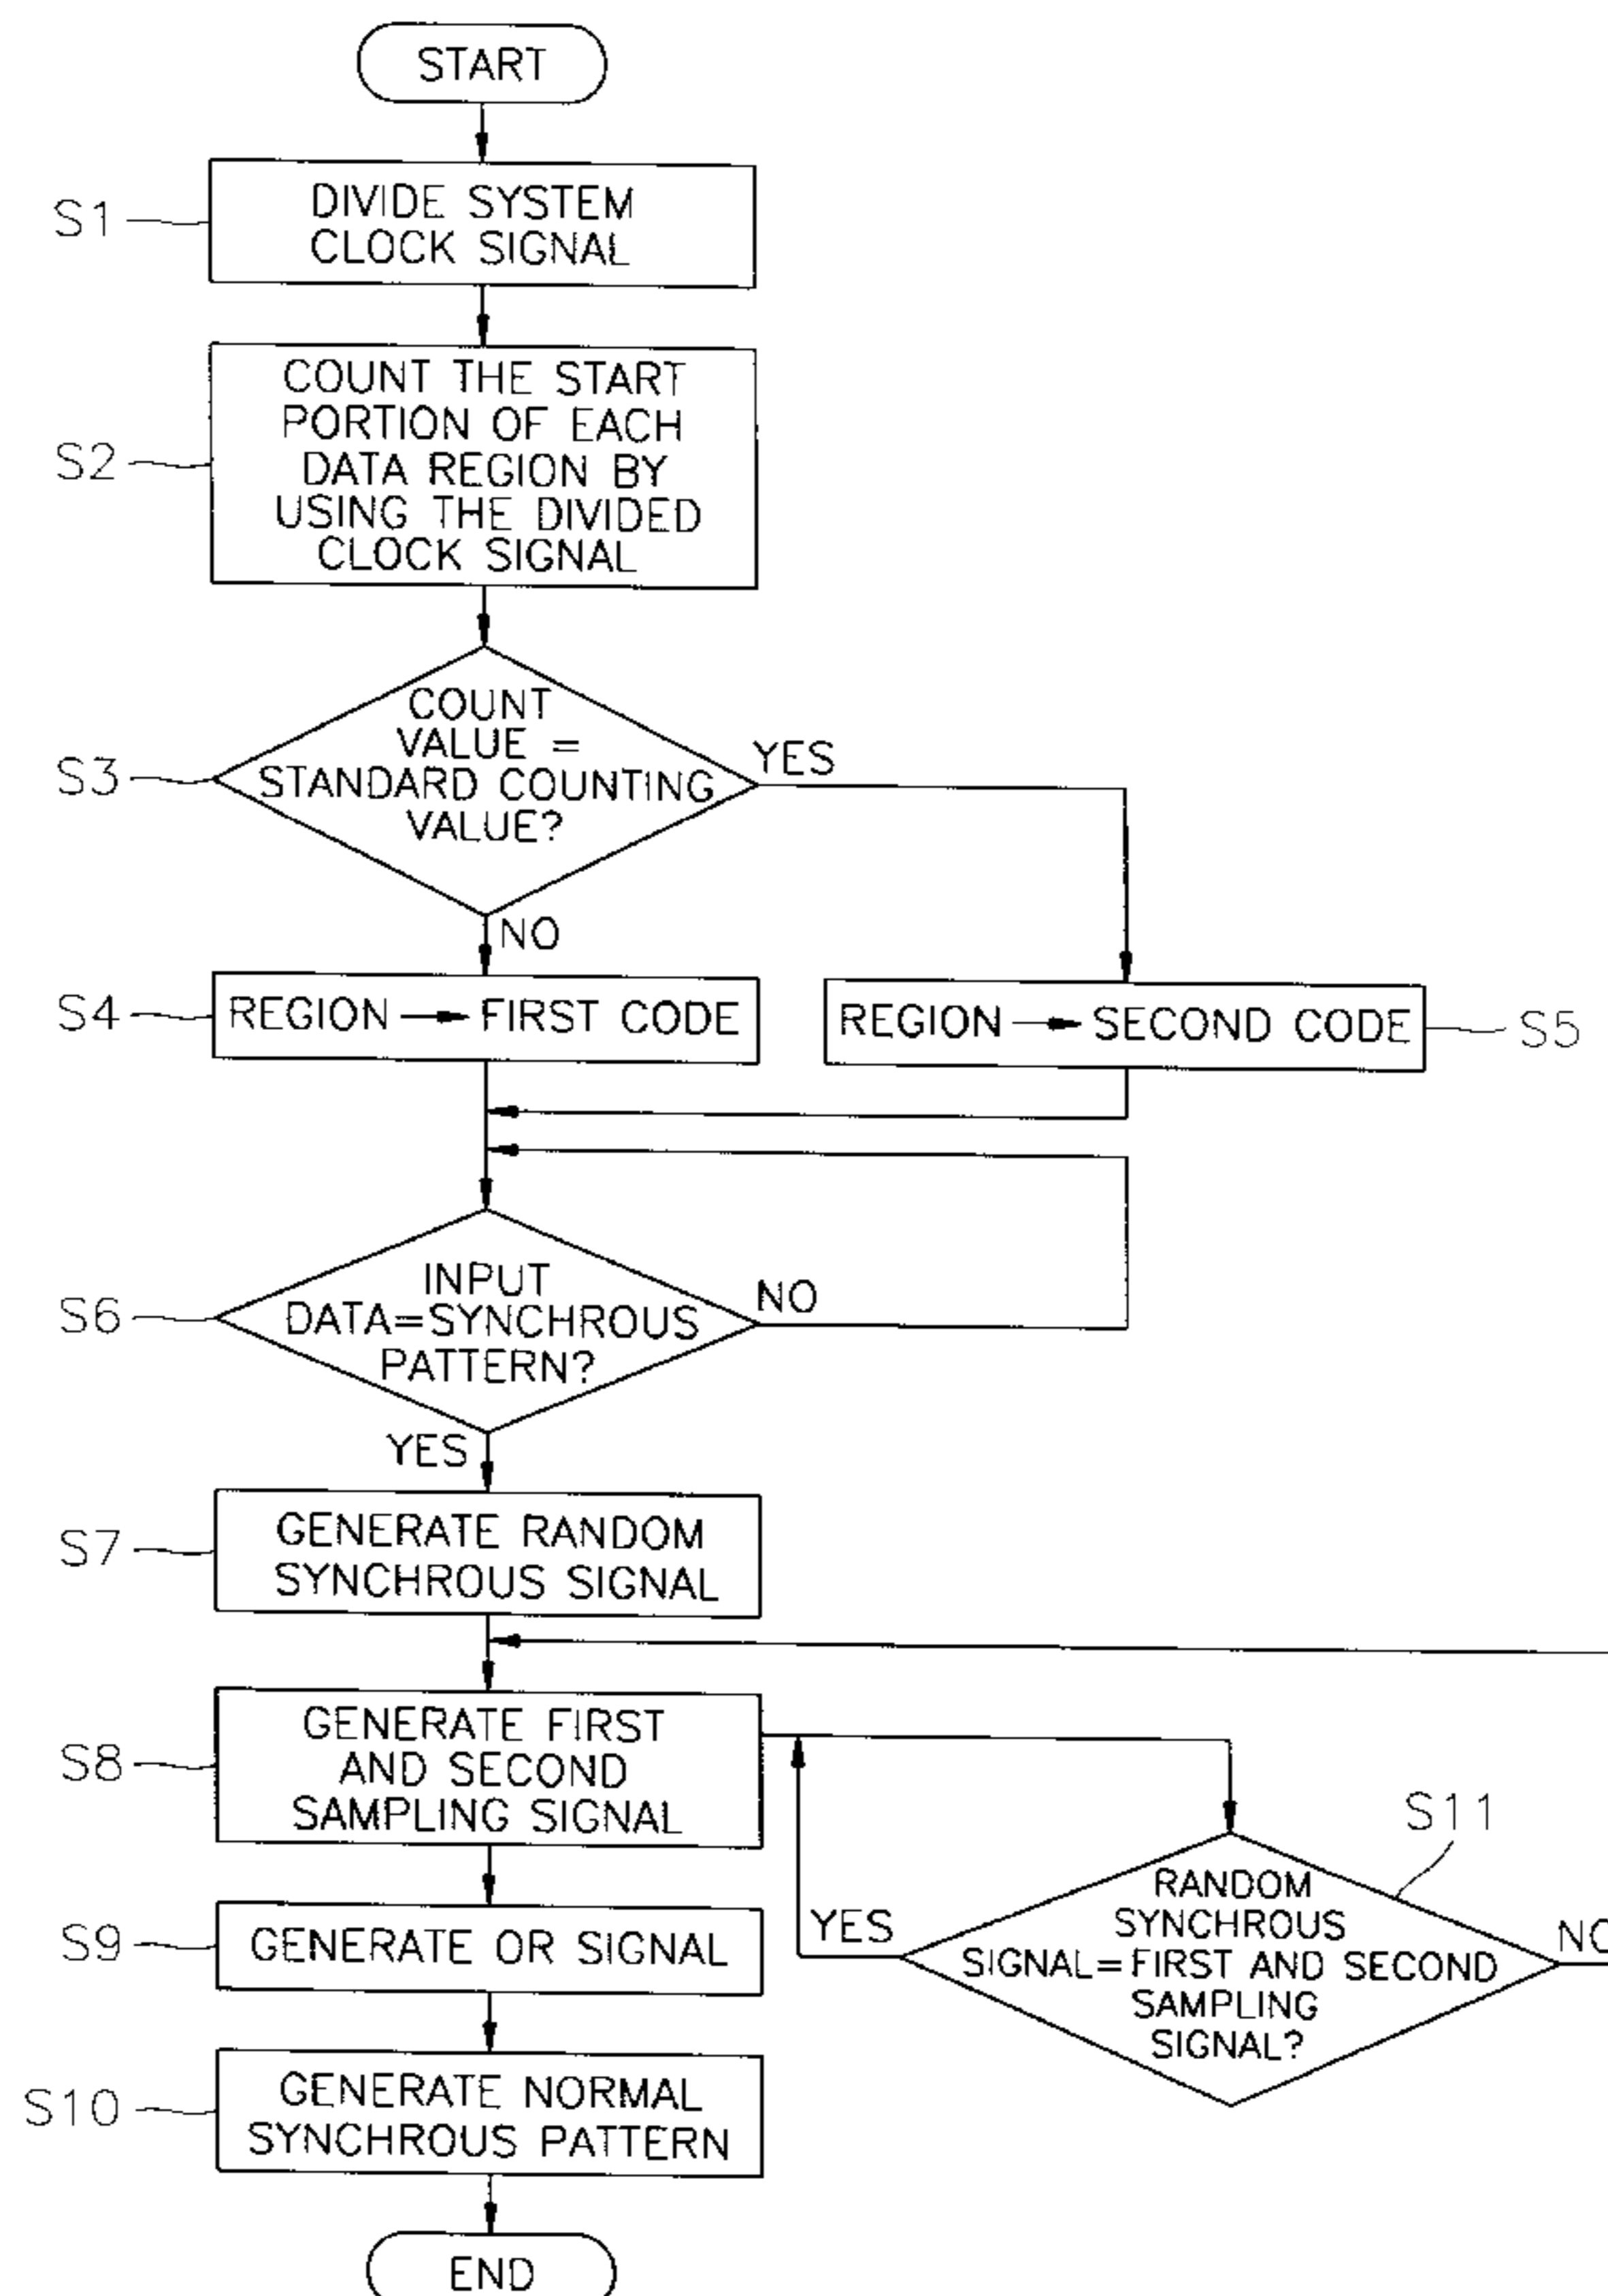 START
S1
DIVIDE SYSTEM
CLOCK SIGNAL
S2
COUNT THE START
PORTION OF EACH
DATA REGION BY
USING THE DIVIDED
CLOCK SIGNAL
S3
COUNT
VALUE =
STANDARD COUNTING
VALUE?
YES
NO
S4
REGION → FIRST CODE
REGION → SECOND CODE
S5
S6
INPUT
DATA=SYNCHROUS
PATTERN?
NO
YES
S7
GENERATE RANDOM
SYNCHROUS SIGNAL
S8
GENERATE FIRST
AND SECOND
SAMPLING SIGNAL
S11
RANDOM
SYNCHROUS
SIGNAL=FIRST AND SECOND
SAMPLING
SIGNAL?
YES
NO
S9
GENERATE OR SIGNAL
S10
GENERATE NORMAL
SYNCHROUS PATTERN
END